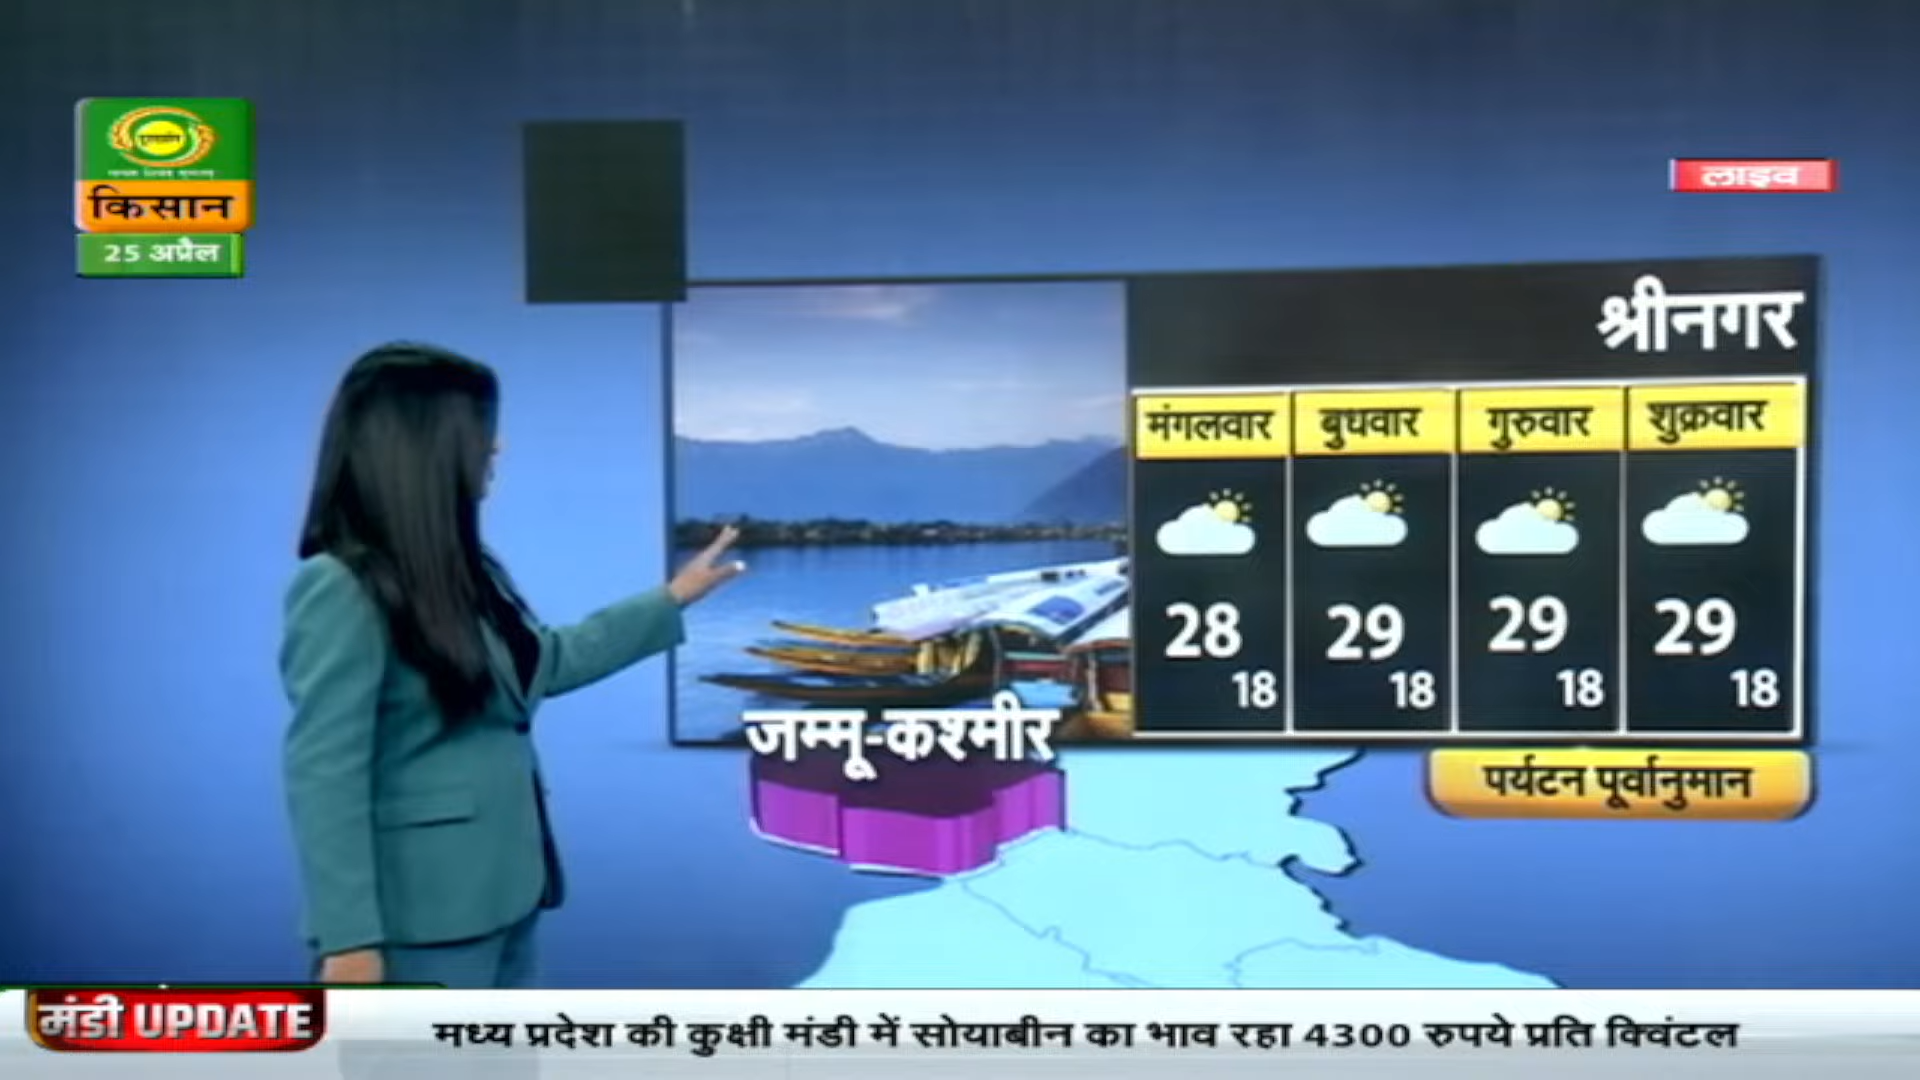 किसान
25 अप्रैल
लाइव
श्रीनगर
मंगलवार बुधवार गुरुवार शुक्रवार
28 29 29 29
18 18 18 18
जम्मू-कश्मीर
पर्यटन पूर्वानुमान
मंडी UPDATE
मध्य प्रदेश की कुक्षी मंडी में सोयाबीन का भाव रहा 4300 रुपये प्रति क्विंटल